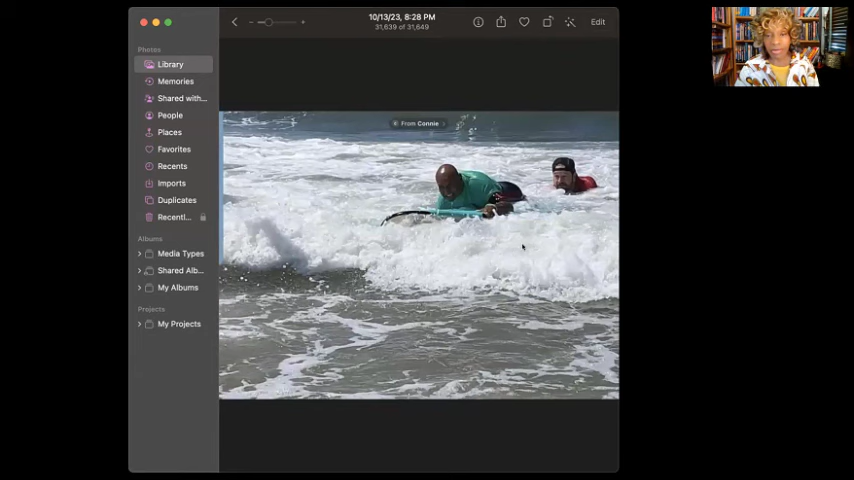 10/13/23, 8:28 PM
31,639 of 31,649
Edit
Photos
Library
Memories
Shared with...
People
Places
Favorites
Recents
Imports
Duplicates
Recentl...
Albums
Media Types
Shared Alb...
My Albums
Projects
My Projects
From Connie